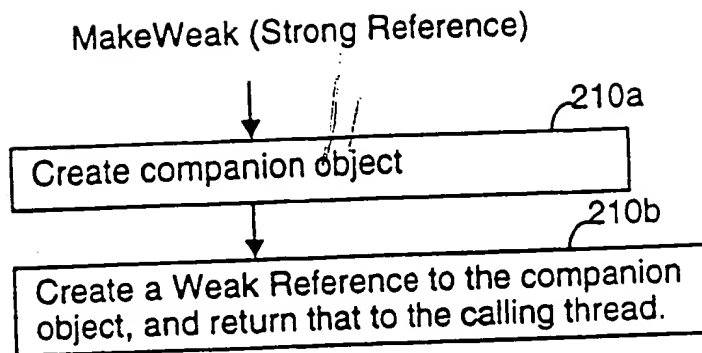 MakeWeak (Strong Reference)
210a
Create companion object
210b
Create a Weak Reference to the companion
object, and return that to the calling thread.